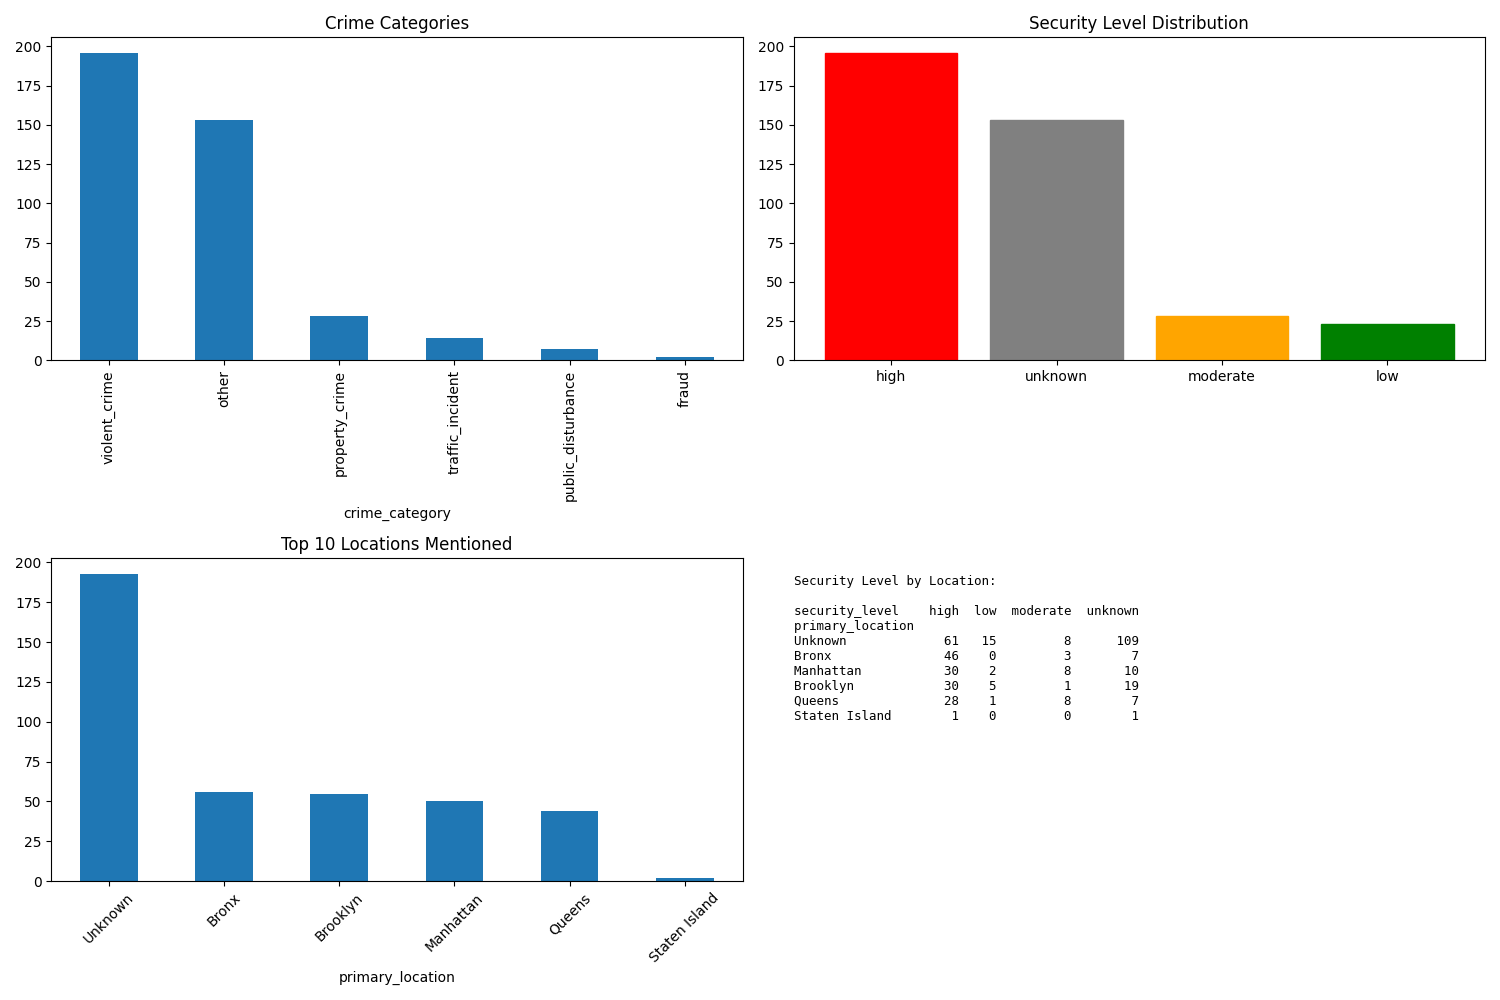 Crime Categories
200
175
150
125
100
75
50
25
0
violent_crime
other
property_crime
traffic_incident
public_disturbance
fraud
crime_category
Security Level Distribution
200
175
150
125
100
75
50
25
0
high
unknown
moderate
low
Top 10 Locations Mentioned
200
175
150
125
100
75
50
25
0
Unknown
Bronx
Brooklyn
Manhattan
Queens
Staten Island
primary_location
Security Level by Location:
security_level    high  low  moderate  unknown
primary_location
Unknown             61   15         8      109
Bronx               46    0         3        7
Manhattan           30    2         8       10
Brooklyn            30    5         1       19
Queens              28    1         8        7
Staten Island        1    0         0        1